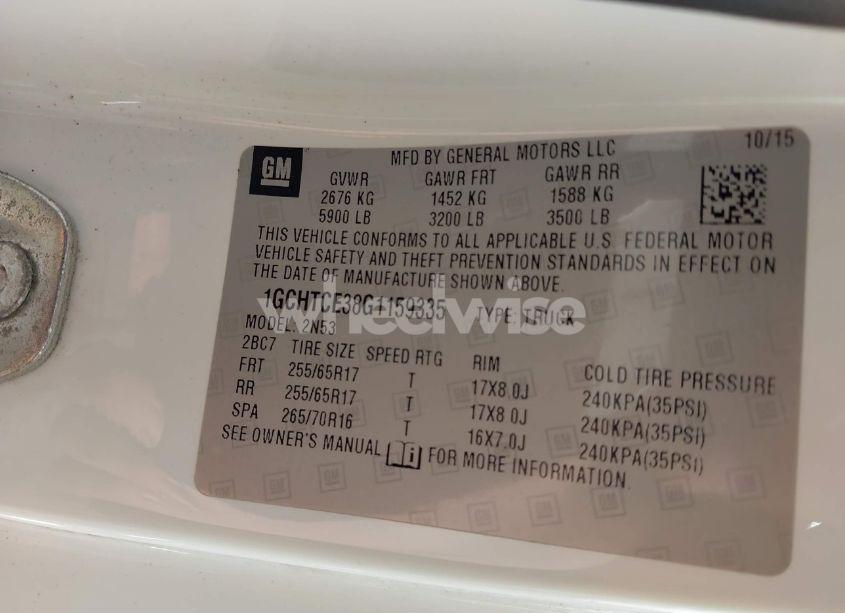 10/15
GM MFD BY GENERAL MOTORS LLC
GVWR GAWR FRT GAWR RR
2676 KG 1452 KG 1588 KG
5900 LB 3200 LB 3500 LB
THIS VEHICLE CONFORMS TO ALL APPLICABLE U.S. FEDERAL MOTOR
VEHICLE SAFETY AND THEFT PREVENTION STANDARDS IN EFFECT ON
THE DATE OF MANUFACTURE SHOWN ABOVE.
1GCHTCE38G1159335 TYPE: TRUCK
wheelwise
MODEL: 2N53
2BC7 TIRE SIZE SPEED RTG RIM COLD TIRE PRESSURE
FRT 255/65R17 T 17X8.0J 240KPA(35PSI)
RR 255/65R17 T 17X8.0J 240KPA(35PSI)
SPA 265/70R16 T 16X7.0J 240KPA(35PSI)
SEE OWNER'S MANUAL i FOR MORE INFORMATION.